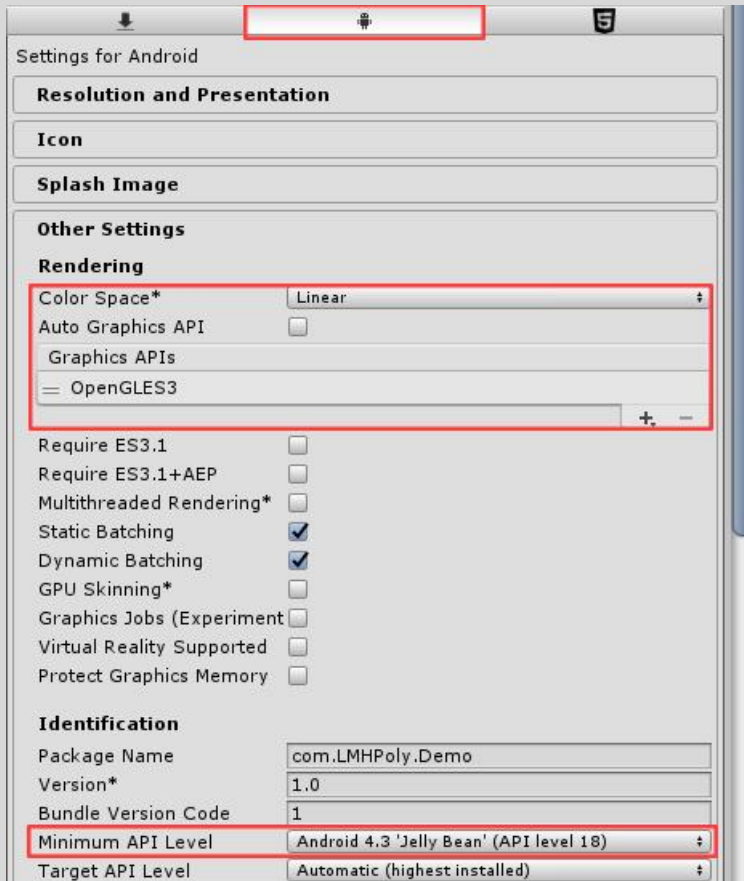 Settings for Android
Resolution and Presentation
Icon
Splash Image
Other Settings
Rendering
Color Space* Linear
Auto Graphics API
Graphics APIs
OpenGLES3
Require ES3.1
Require ES3.1+AEP
Multithreaded Rendering*
Static Batching
Dynamic Batching
GPU Skinning*
Graphics Jobs (Experiment
Virtual Reality Supported
Protect Graphics Memory
Identification
Package Name com.LMHPoly.Demo
Version* 1.0
Bundle Version Code 1
Minimum API Level Android 4.3 'Jelly Bean' (API level 18)
Target API Level Automatic (highest installed)